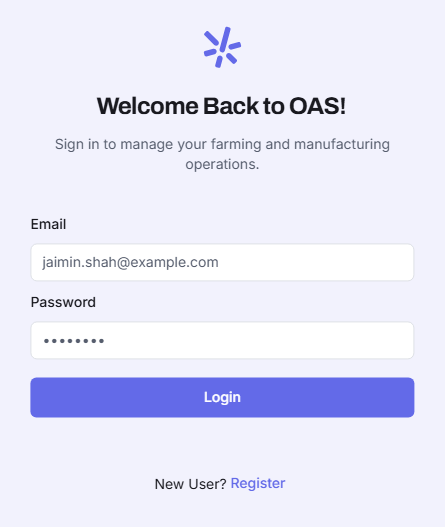 Welcome Back to OAS!
Sign in to manage your farming and manufacturing
operations.
Email
jaimin.shah@example.com
Password
••••••••
Login
New User? Register